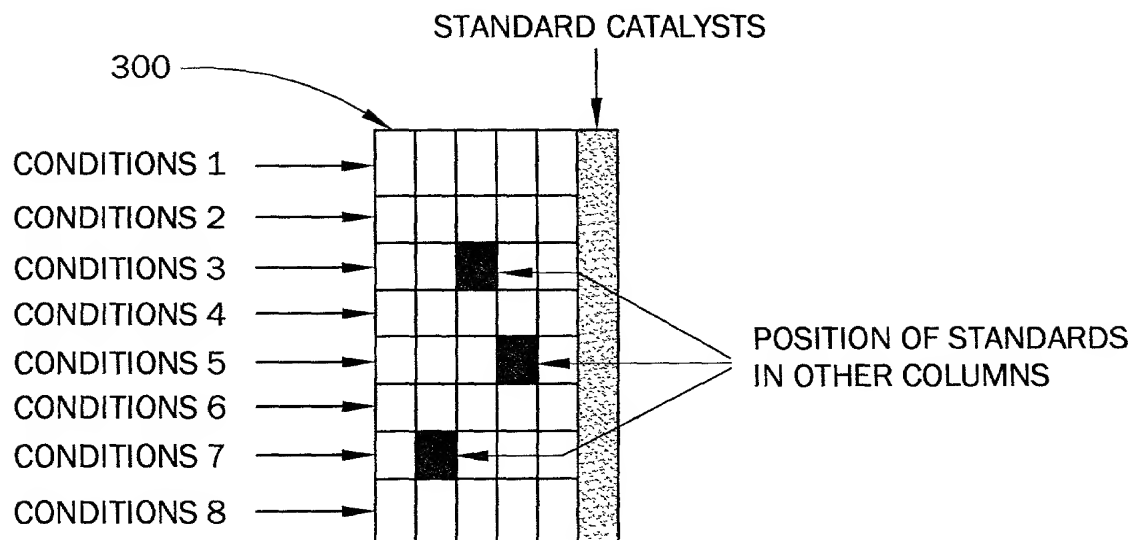 STANDARD CATALYSTS
300
CONDITIONS 1
CONDITIONS 2
CONDITIONS 3
CONDITIONS 4
CONDITIONS 5
CONDITIONS 6
CONDITIONS 7
CONDITIONS 8
POSITION OF STANDARDS
IN OTHER COLUMNS